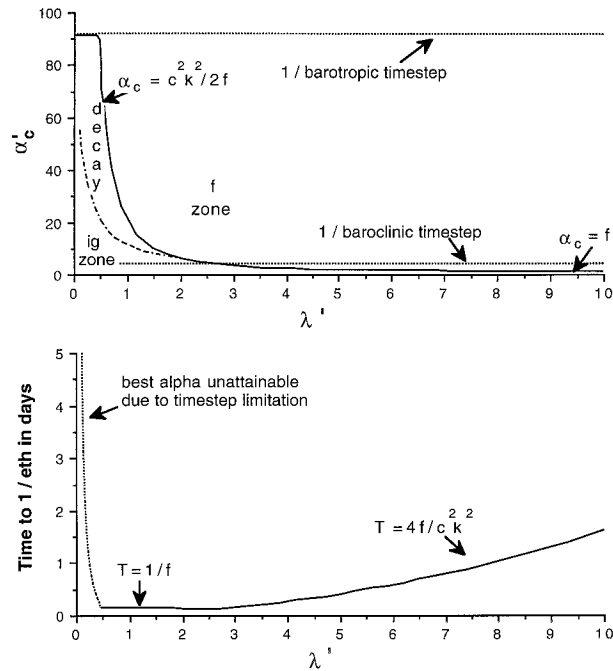 100
80
60
40
20
0
α'c
αc = c²k²/2f
1 / barotropic timestep
decay
f
zone
ig
zone
1 / baroclinic timestep
αc = f
0 1 2 3 4 5 6 7 8 9 10
λ'
5
4
3
2
1
0
Time to 1 / eth in days
best alpha unattainable
due to timestep limitation
T=1/f
T = 4f/c²k²
0 1 2 3 4 5 6 7 8 9 10
λ'